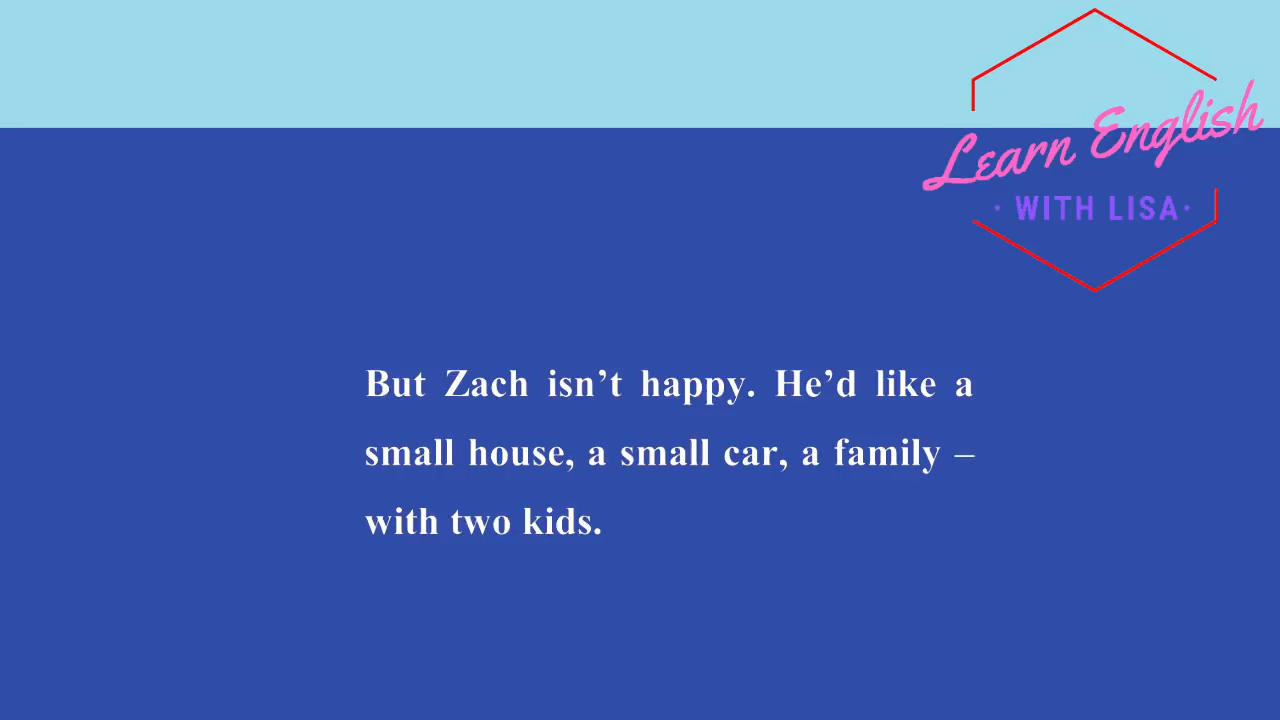 Learn English
· WITH LISA·
But Zach isn’t happy. He’d like a
small house, a small car, a family –
with two kids.